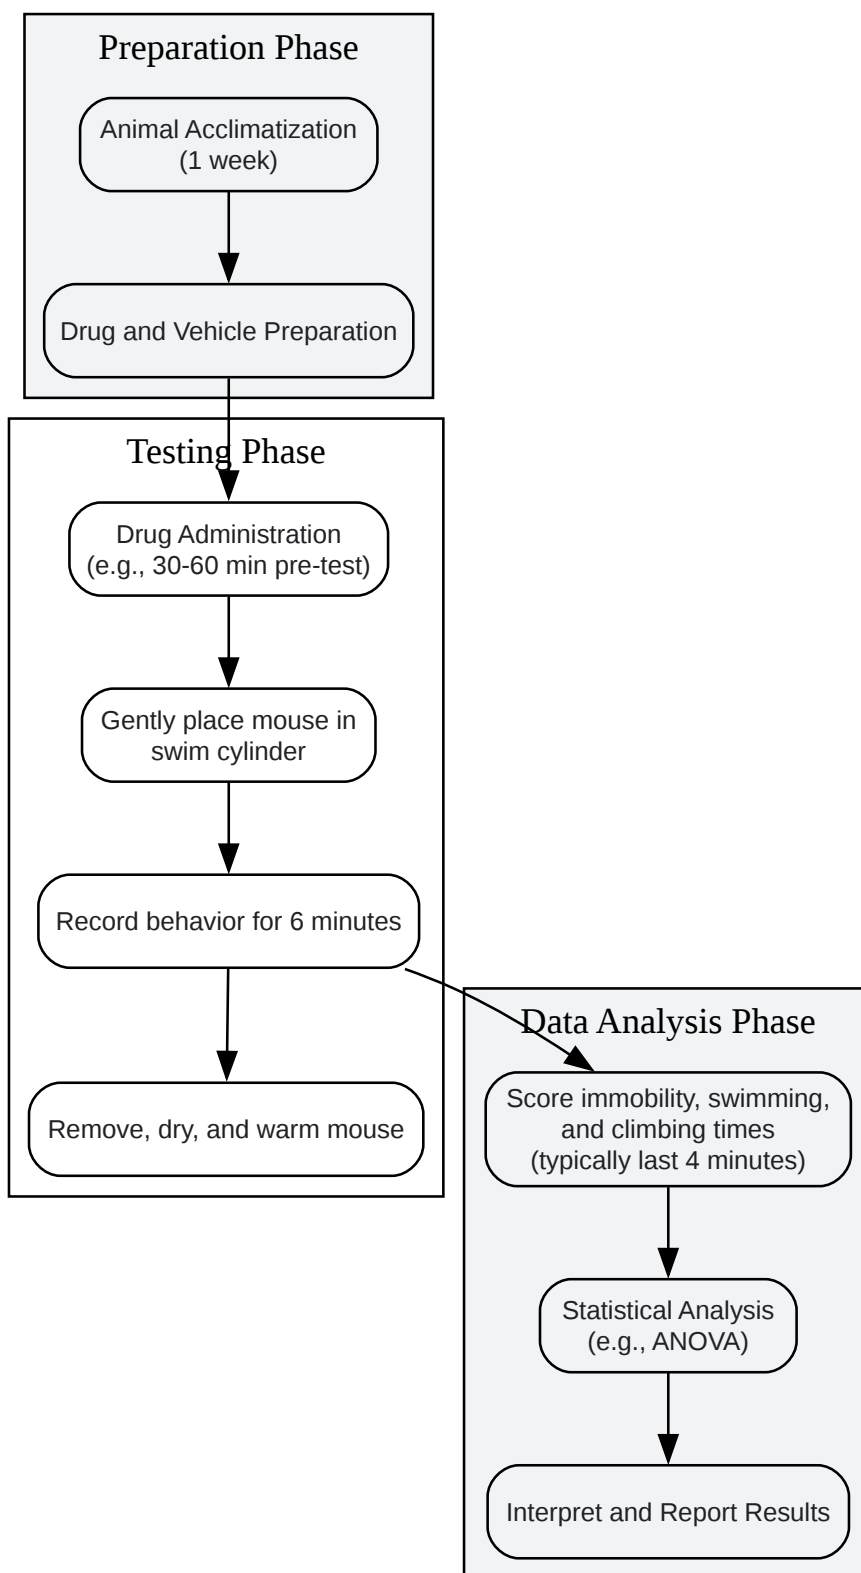 Preparation Phase
Animal Acclimatization
(1 week)
Drug and Vehicle Preparation
Testing Phase
Drug Administration
(e.g., 30-60 min pre-test)
Gently place mouse in
swim cylinder
Record behavior for 6 minutes
Remove, dry, and warm mouse
Data Analysis Phase
Score immobility, swimming,
and climbing times
(typically last 4 minutes)
Statistical Analysis
(e.g., ANOVA)
Interpret and Report Results